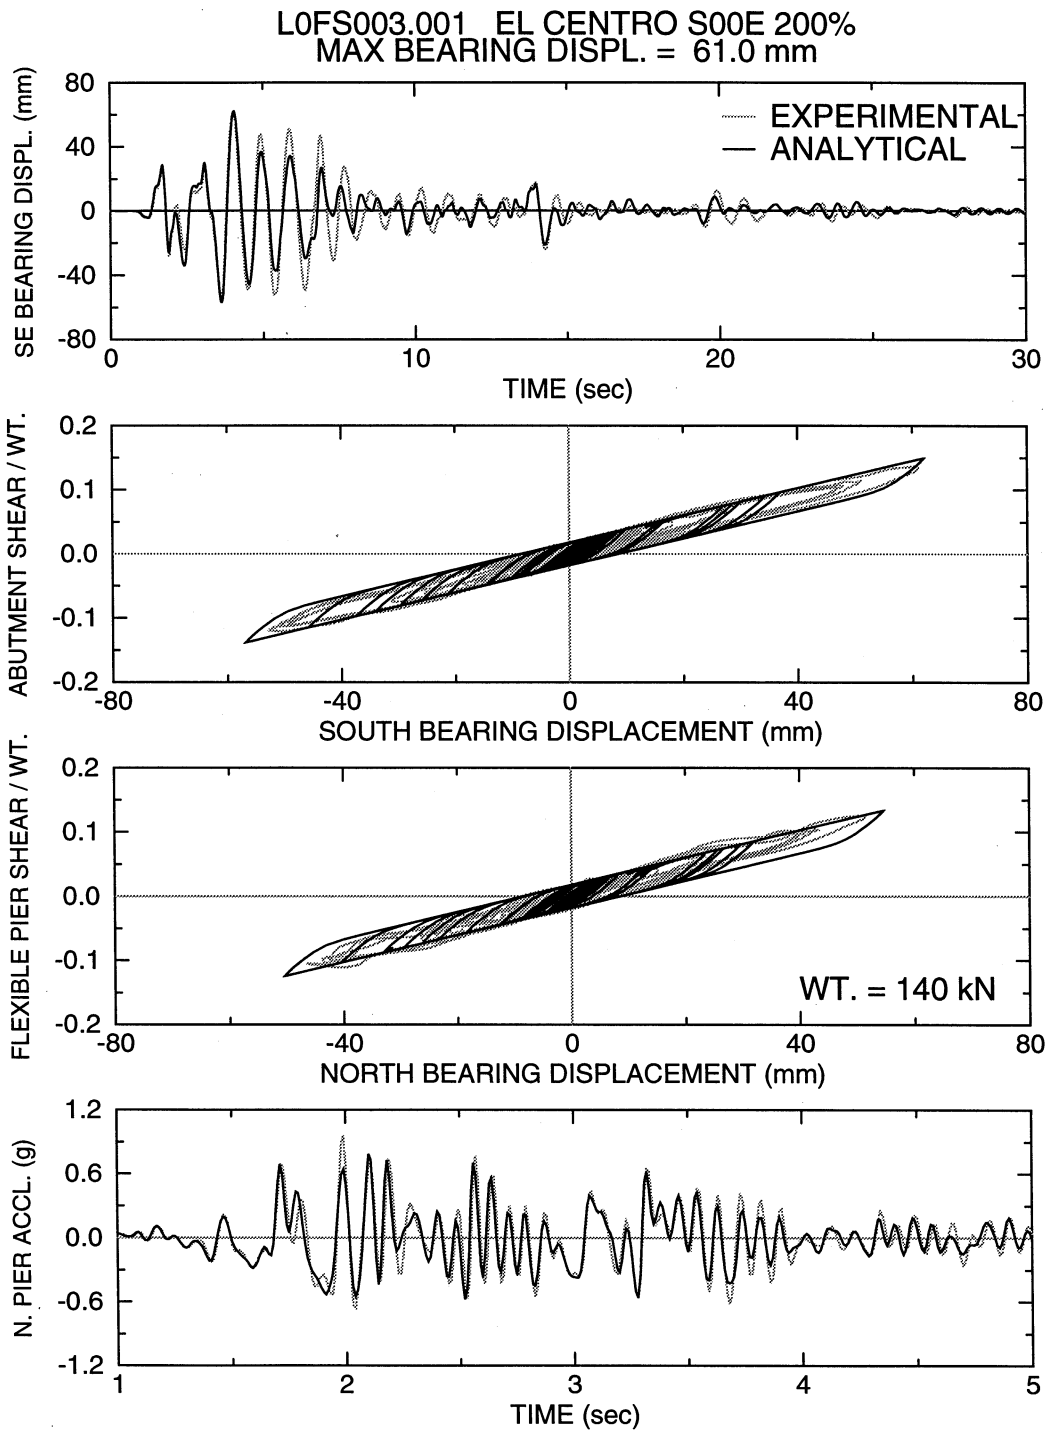 L0FS003.001 EL CENTRO S00E 200%
MAX BEARING DISPL. = 61.0 mm
SE BEARING DISPL. (mm)
80
40
0
-40
-80
EXPERIMENTAL
ANALYTICAL
0 10 20 30
TIME (sec)
ABUTMENT SHEAR / WT.
0.2
0.1
0.0
-0.1
-0.2
-80 -40 0 40 80
SOUTH BEARING DISPLACEMENT (mm)
FLEXIBLE PIER SHEAR / WT.
0.2
0.1
0.0
-0.1
-0.2
WT. = 140 kN
-80 -40 0 40 80
NORTH BEARING DISPLACEMENT (mm)
N. PIER ACCL. (g)
1.2
0.6
0.0
-0.6
-1.2
1 2 3 4 5
TIME (sec)